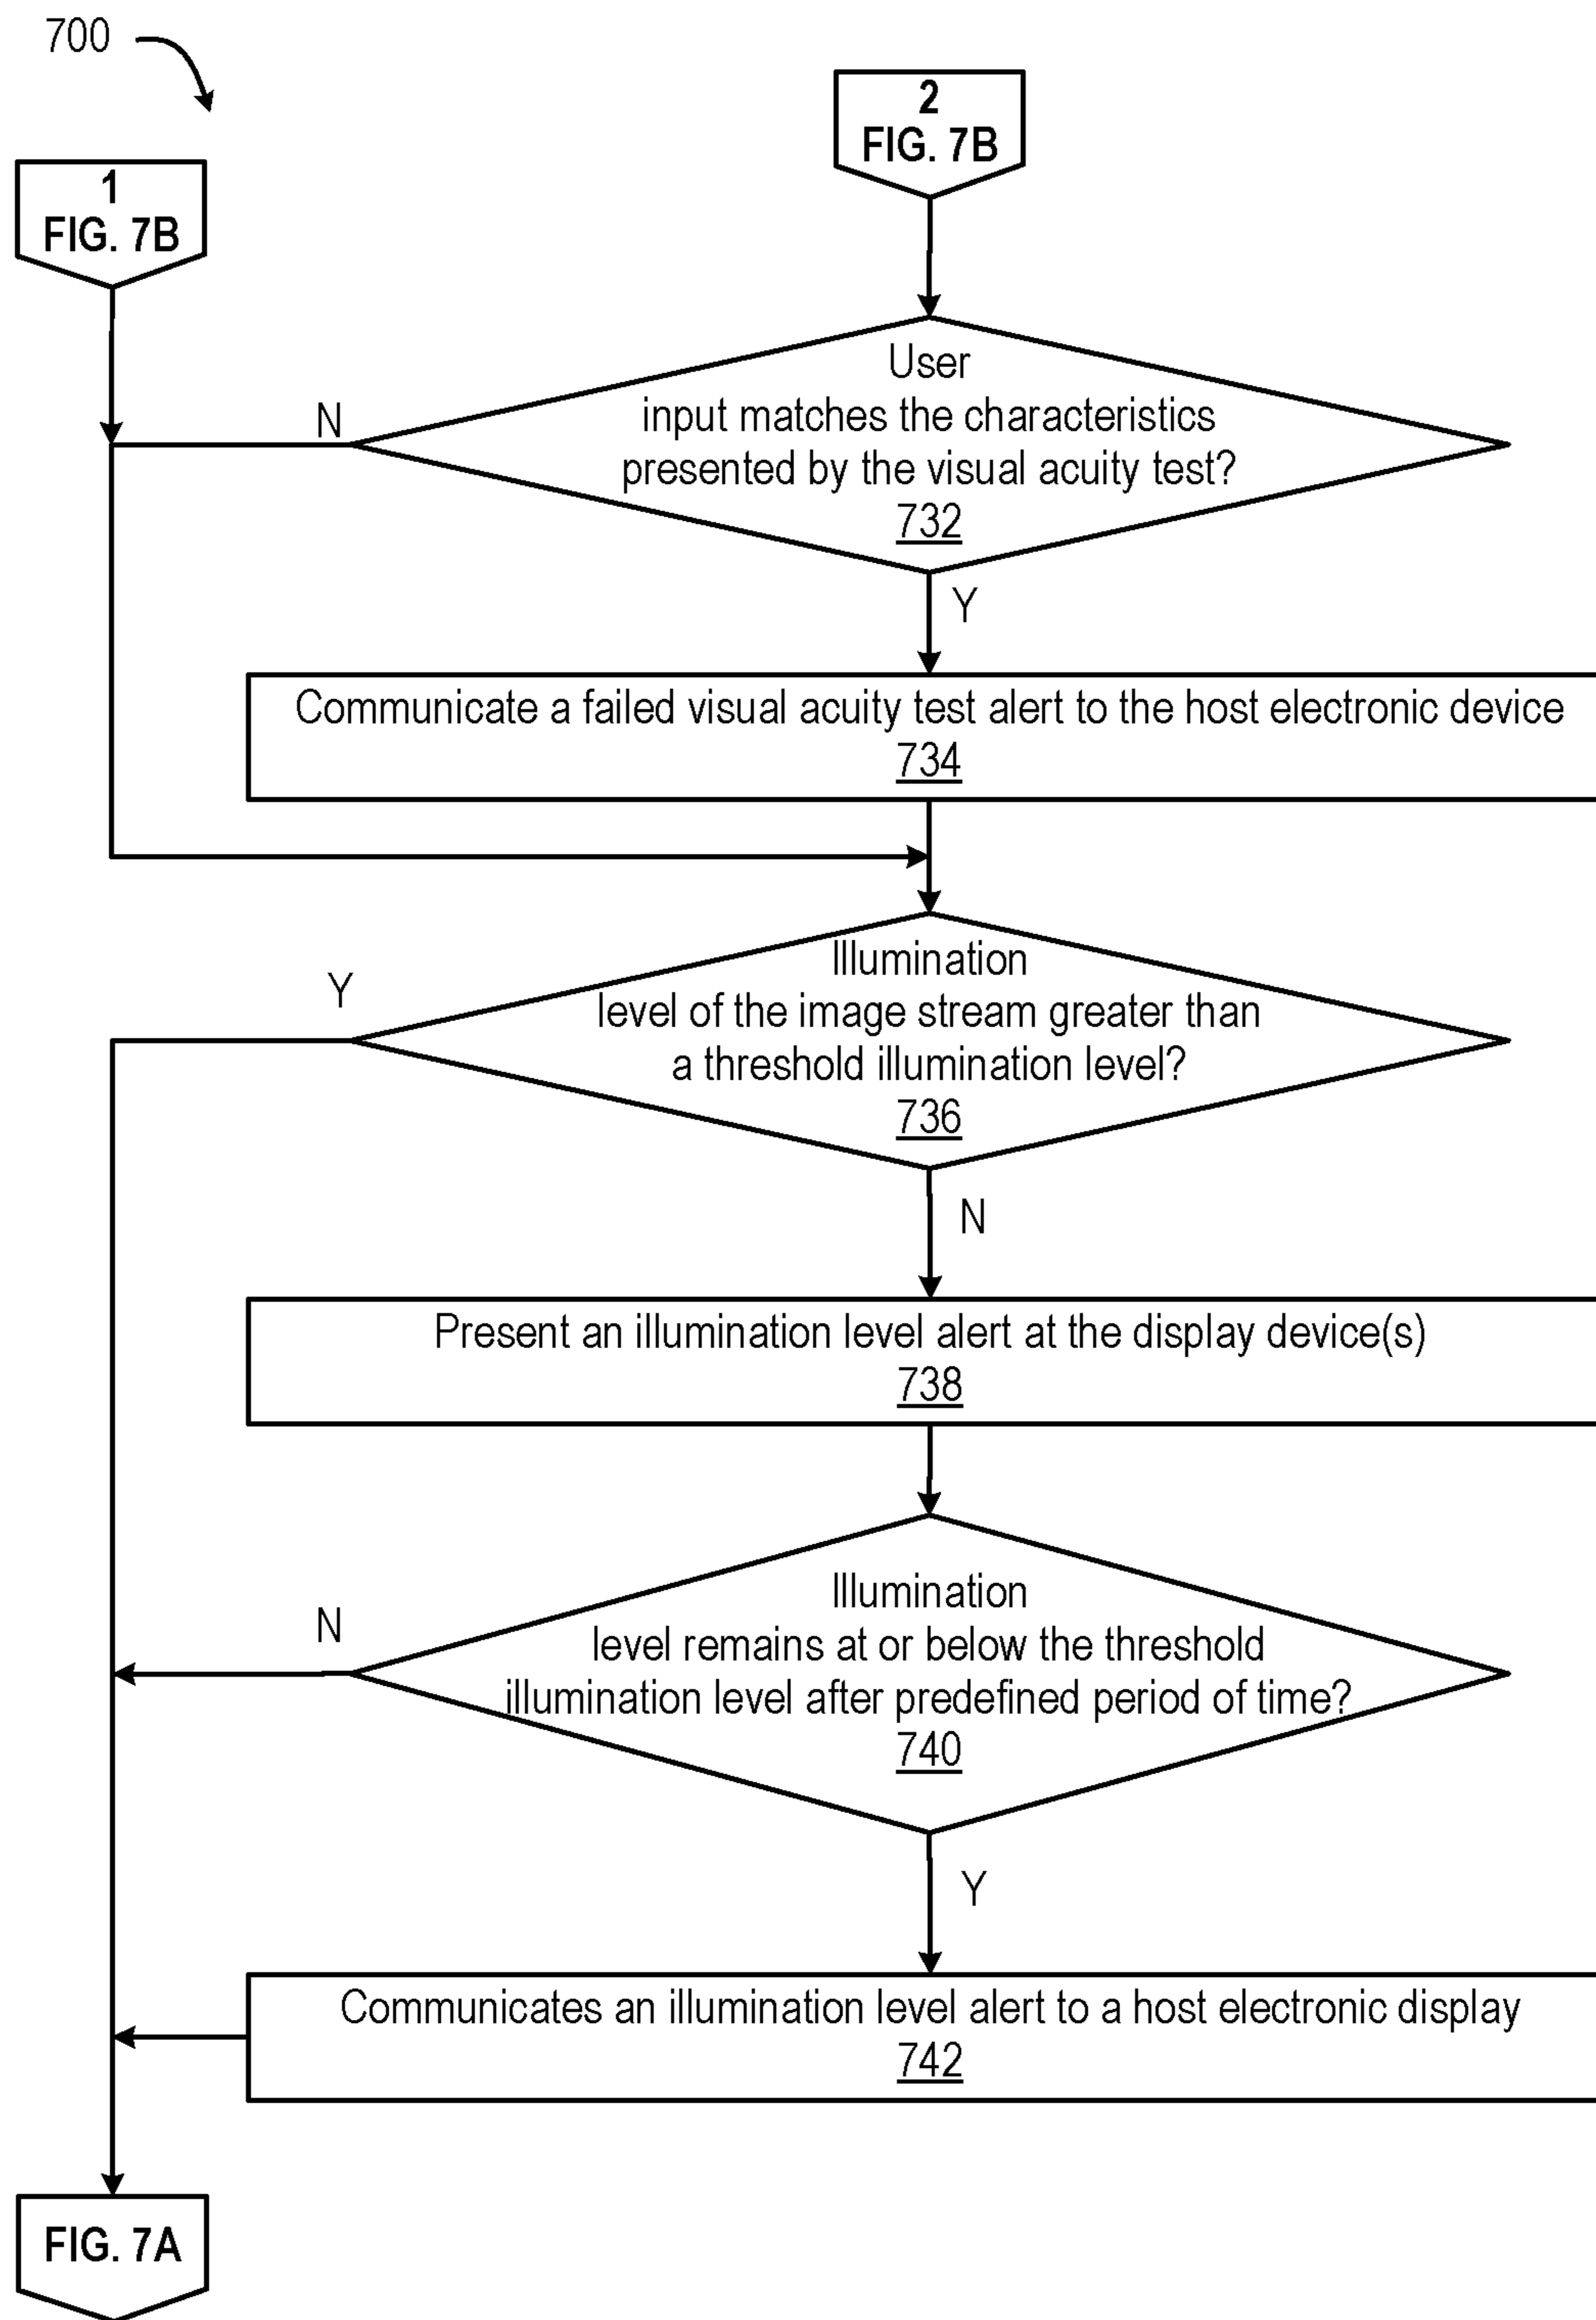 700
2
FIG. 7B
1
FIG. 7B
User
input matches the characteristics
presented by the visual acuity test?
732
N
Y
Communicate a failed visual acuity test alert to the host electronic device
734
Illumination
level of the image stream greater than
a threshold illumination level?
736
Y
N
Present an illumination level alert at the display device(s)
738
Illumination
level remains at or below the threshold
illumination level after predefined period of time?
740
N
Y
Communicates an illumination level alert to a host electronic display
742
FIG. 7A